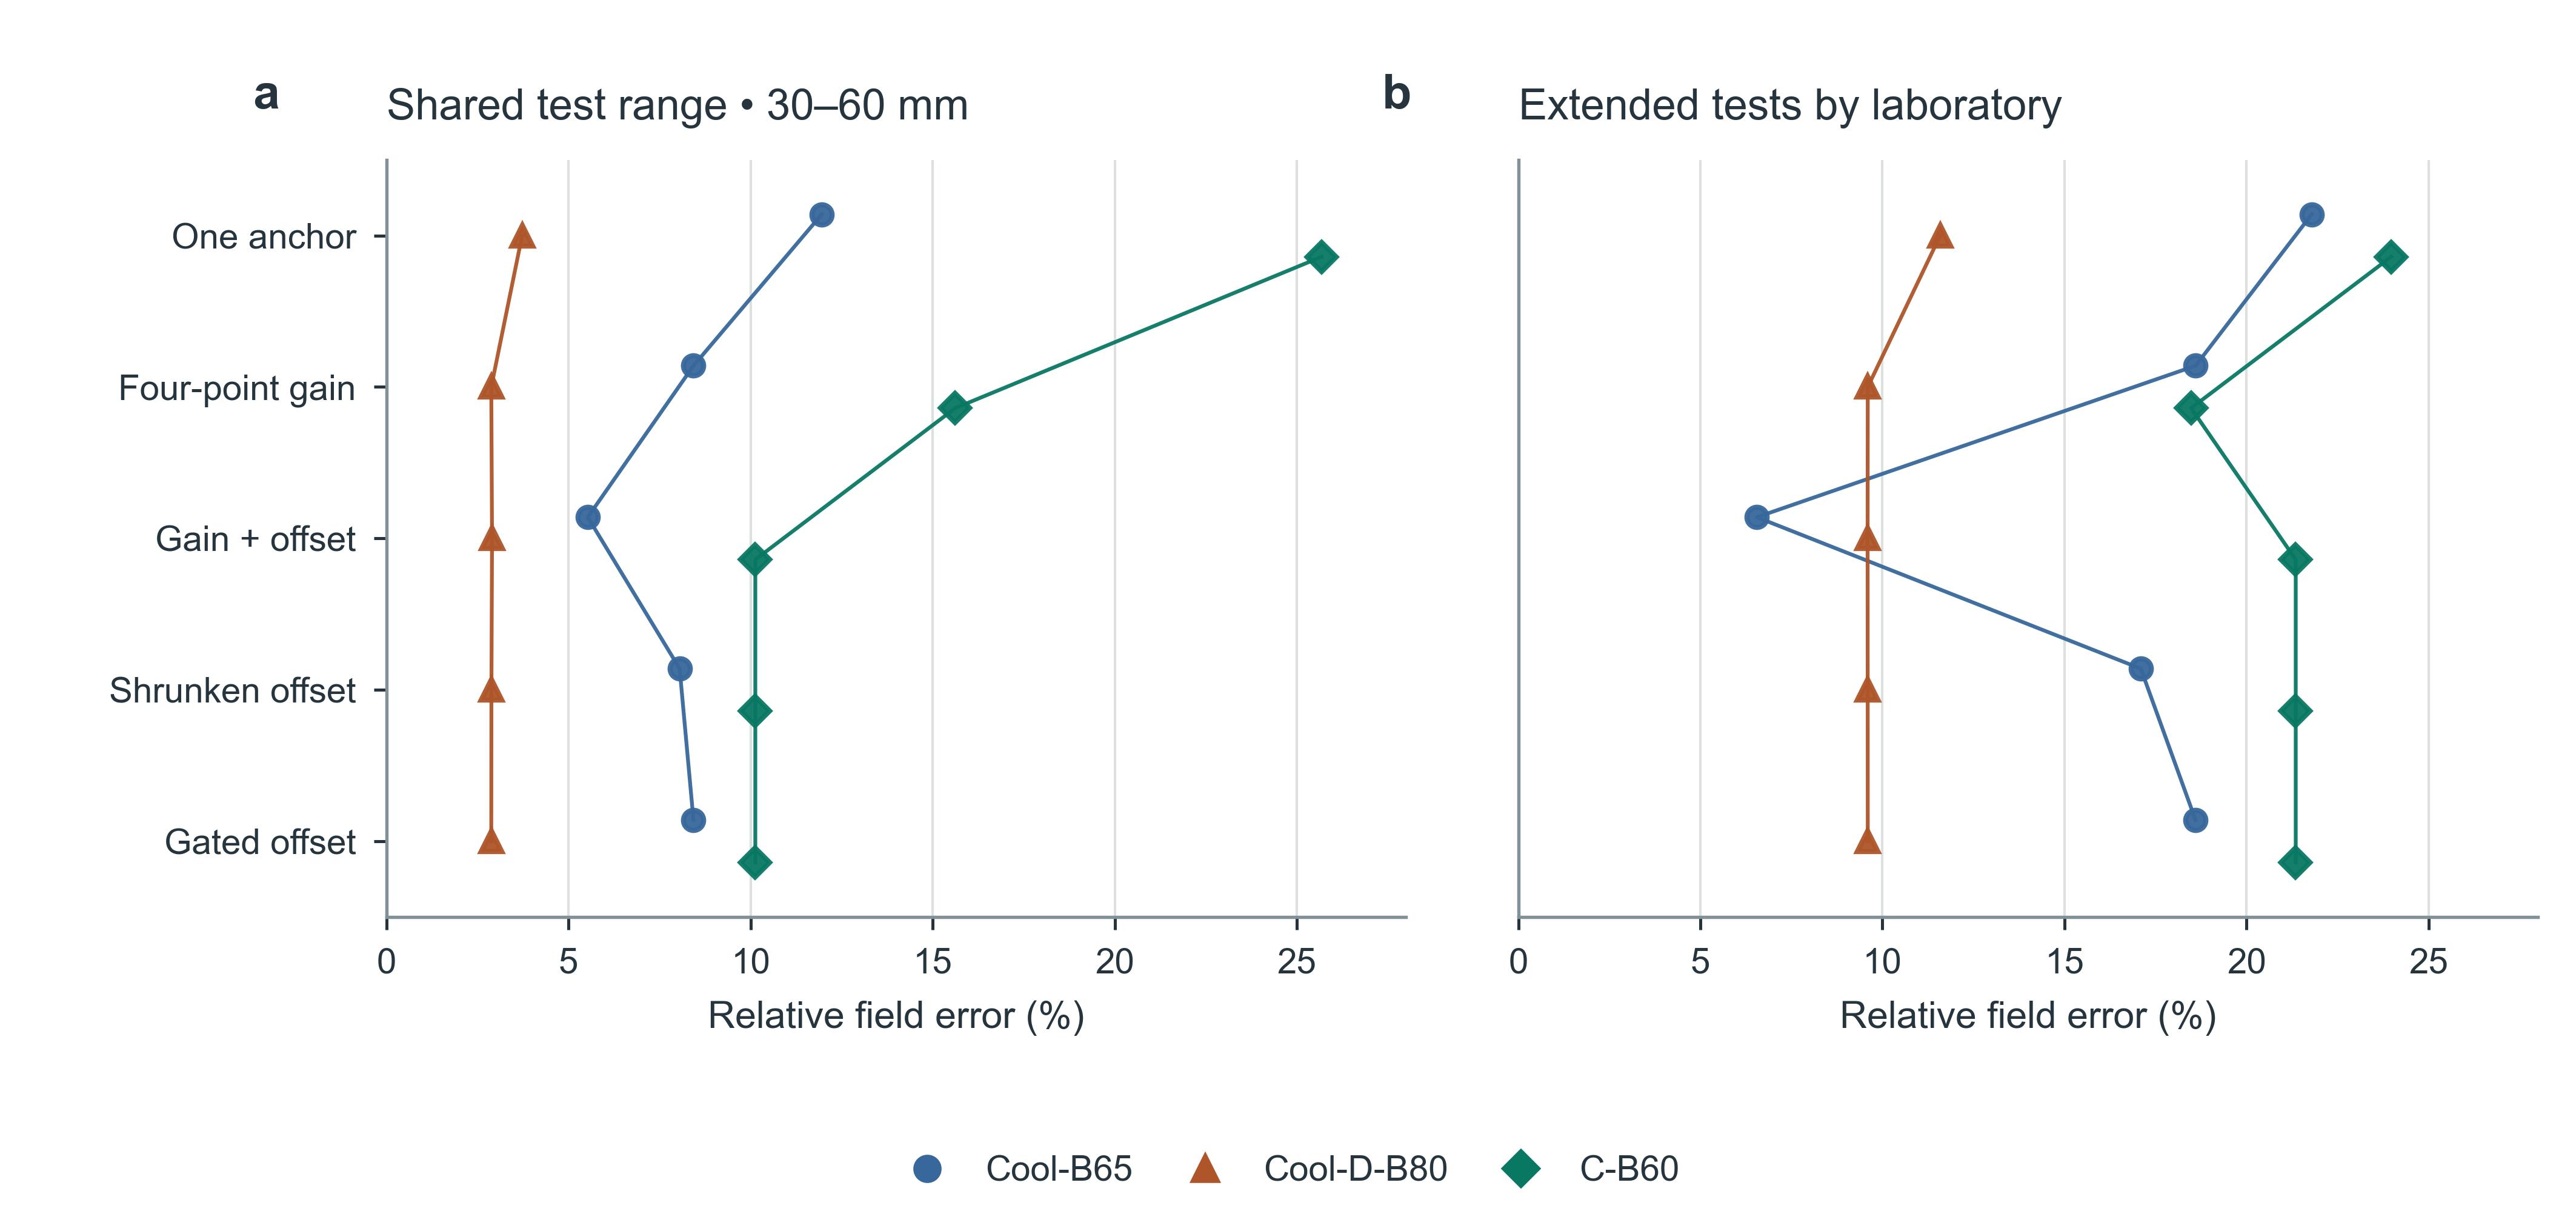 a
Shared test range • 30–60 mm
One anchor
Four-point gain
Gain + offset
Shrunken offset
Gated offset
0 5 10 15 20 25
Relative field error (%)
b
Extended tests by laboratory
0 5 10 15 20 25
Relative field error (%)
Cool-B65 Cool-D-B80 C-B60